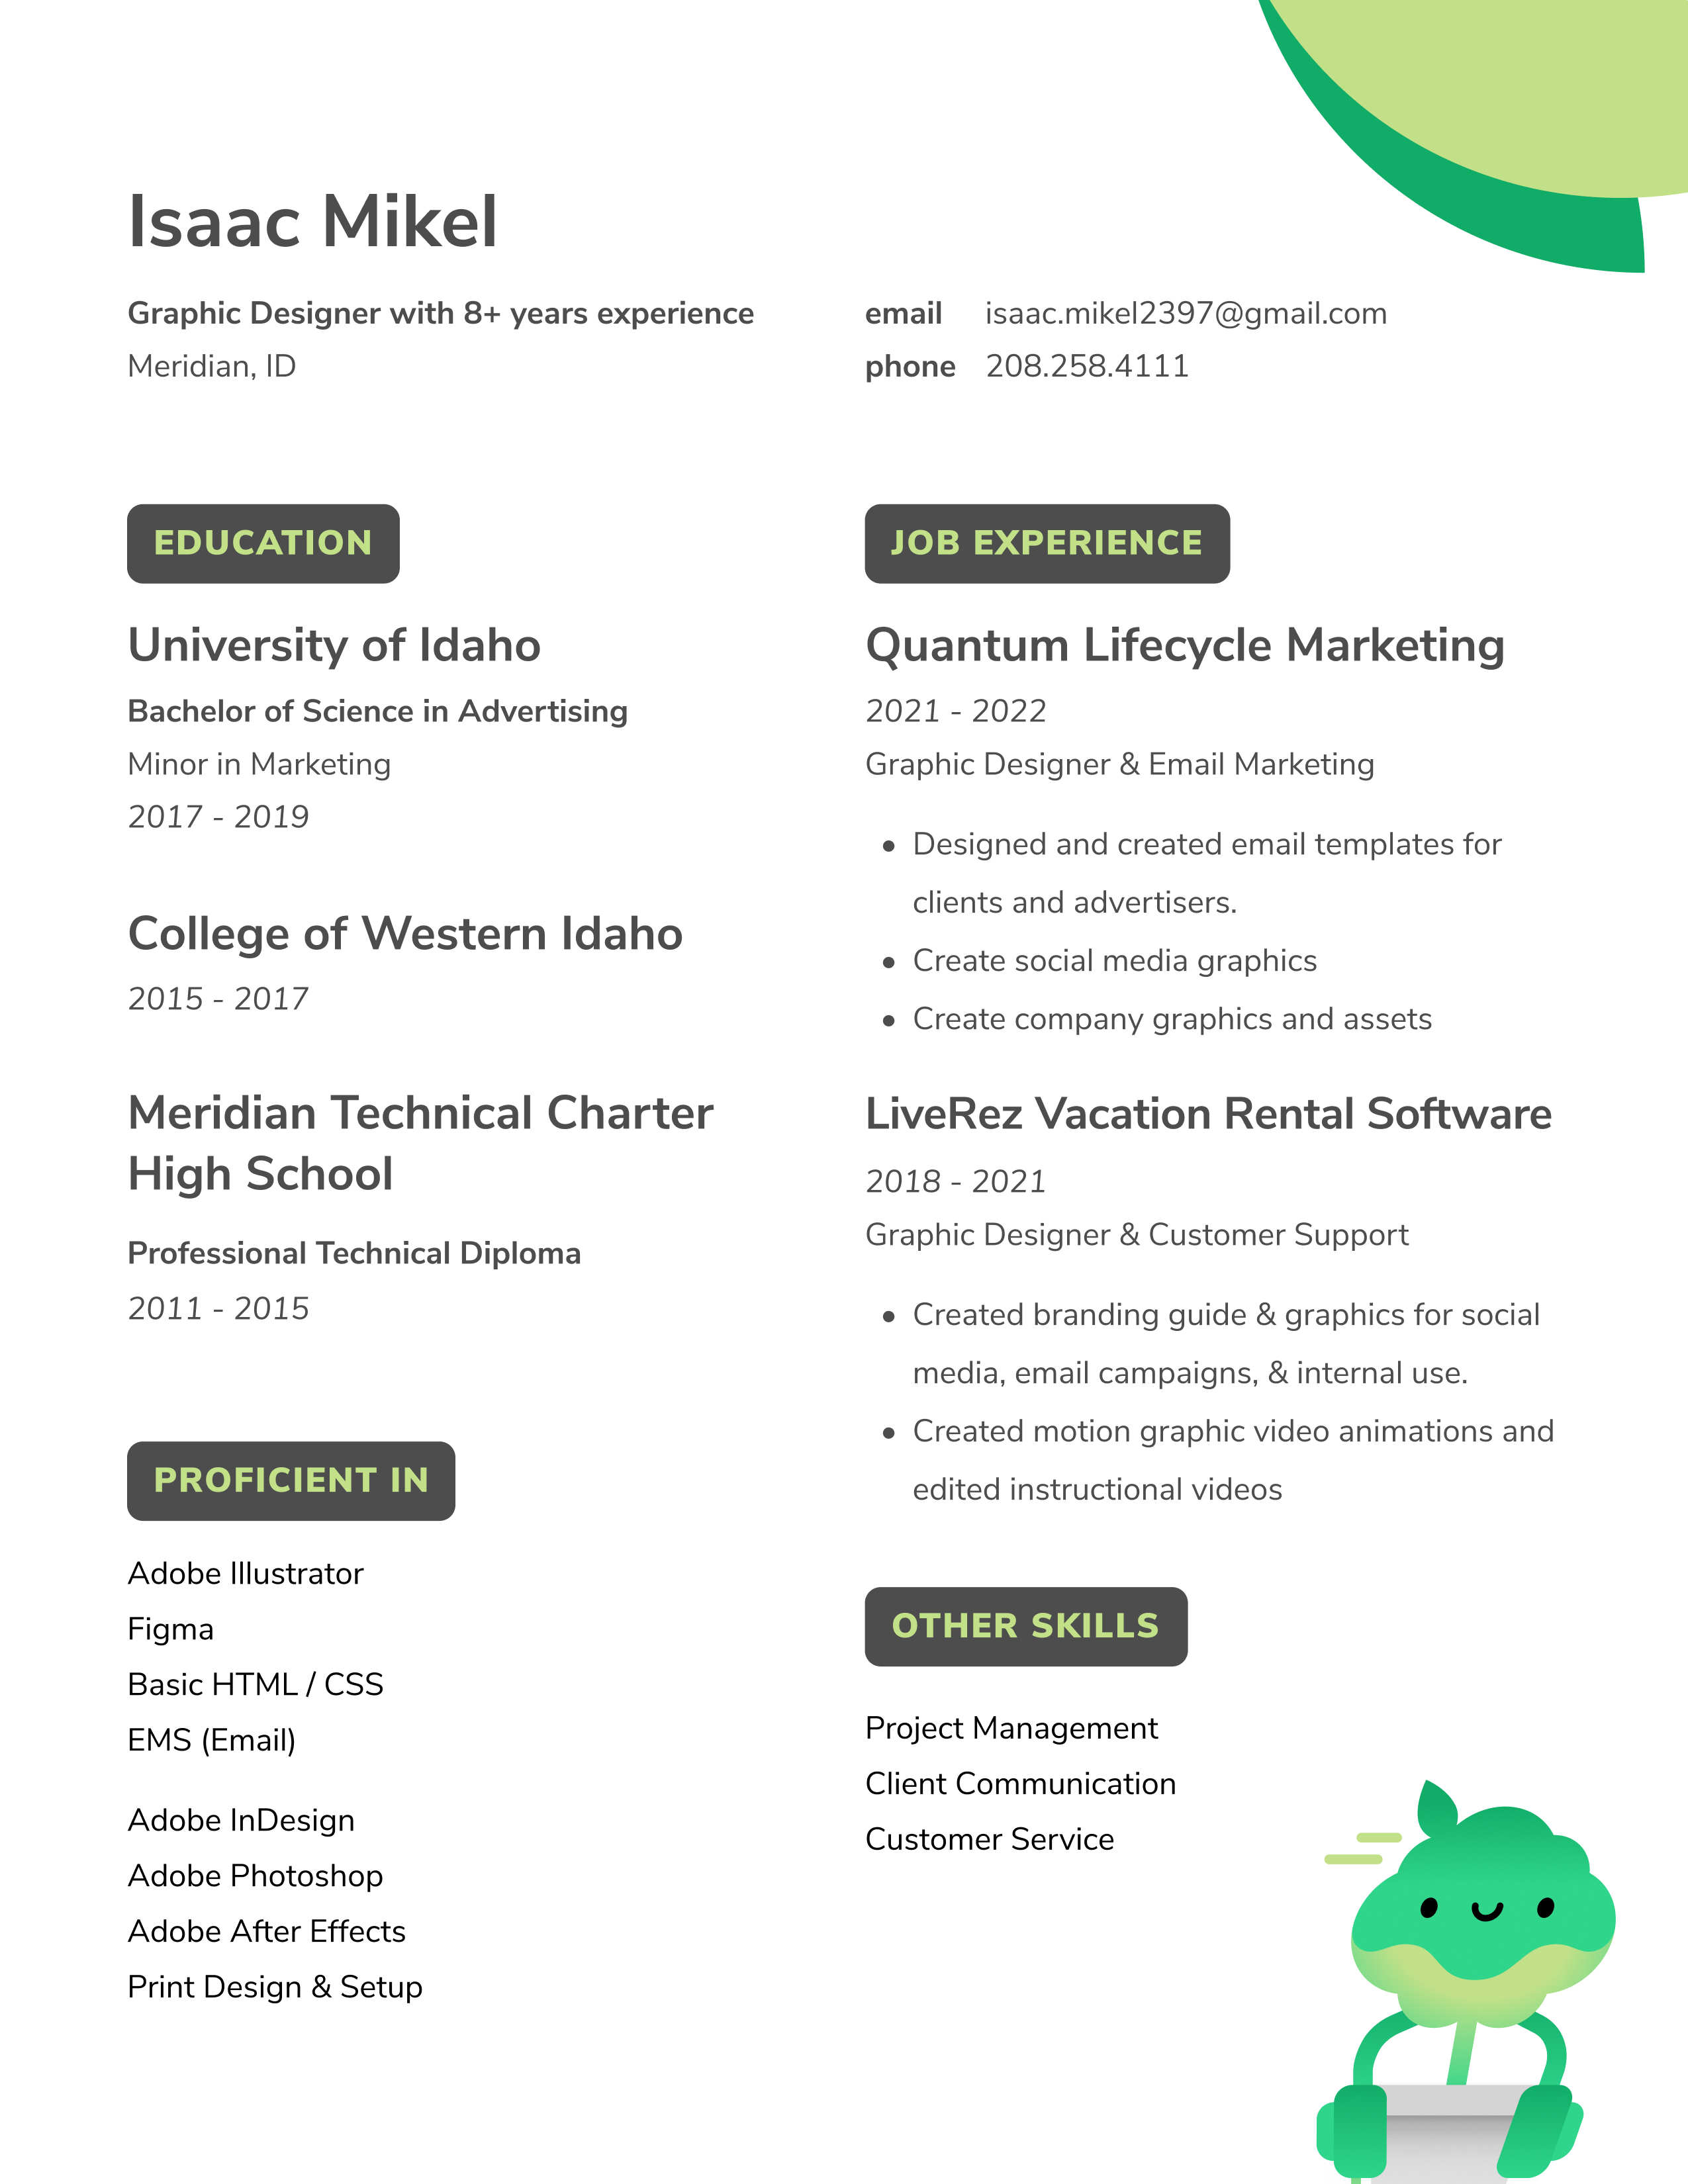 Isaac Mikel
Graphic Designer with 8+ years experience
Meridian, ID
email isaac.mikel2397@gmail.com
phone 208.258.4111
EDUCATION
University of Idaho
Bachelor of Science in Advertising
Minor in Marketing
2017 - 2019
College of Western Idaho
2015 - 2017
Meridian Technical Charter
High School
Professional Technical Diploma
2011 - 2015
PROFICIENT IN
Adobe Illustrator
Figma
Basic HTML / CSS
EMS (Email)
Adobe InDesign
Adobe Photoshop
Adobe After Effects
Print Design & Setup
JOB EXPERIENCE
Quantum Lifecycle Marketing
2021 - 2022
Graphic Designer & Email Marketing
• Designed and created email templates for
clients and advertisers.
• Create social media graphics
• Create company graphics and assets
LiveRez Vacation Rental Software
2018 - 2021
Graphic Designer & Customer Support
• Created branding guide & graphics for social
media, email campaigns, & internal use.
• Created motion graphic video animations and
edited instructional videos
OTHER SKILLS
Project Management
Client Communication
Customer Service